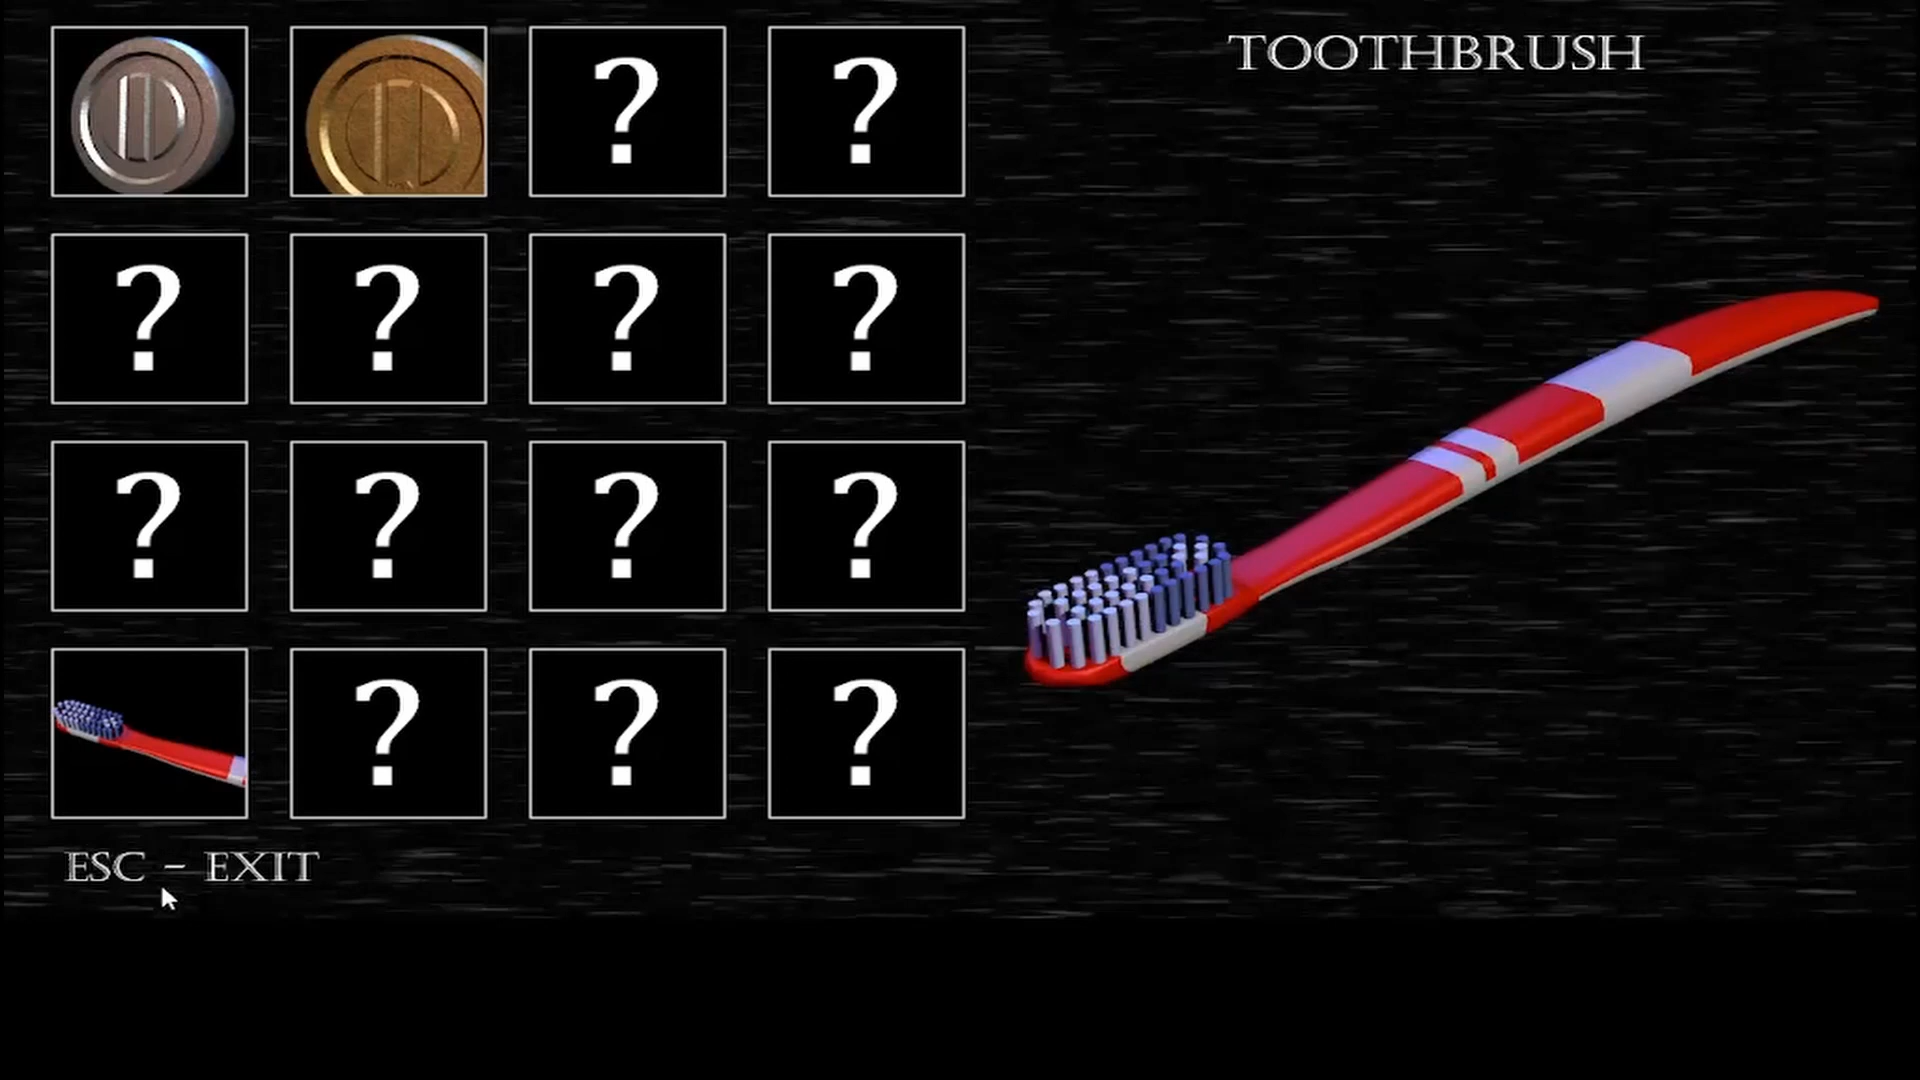 ? ?
TOOTHBRUSH
? ? ? ?
? ? ? ?
? ? ?
ESC - EXIT